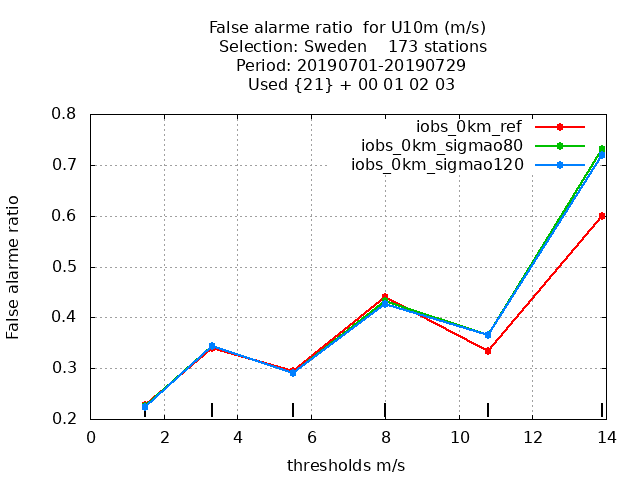 False alarme ratio  for U10m (m/s)
Selection: Sweden    173 stations
Period: 20190701-20190729
Used {21} + 00 01 02 03
iobs_0km_ref
iobs_0km_sigmao80
iobs_0km_sigmao120
False alarme ratio
0.8
0.7
0.6
0.5
0.4
0.3
0.2
0 2 4 6 8 10 12 14
thresholds m/s